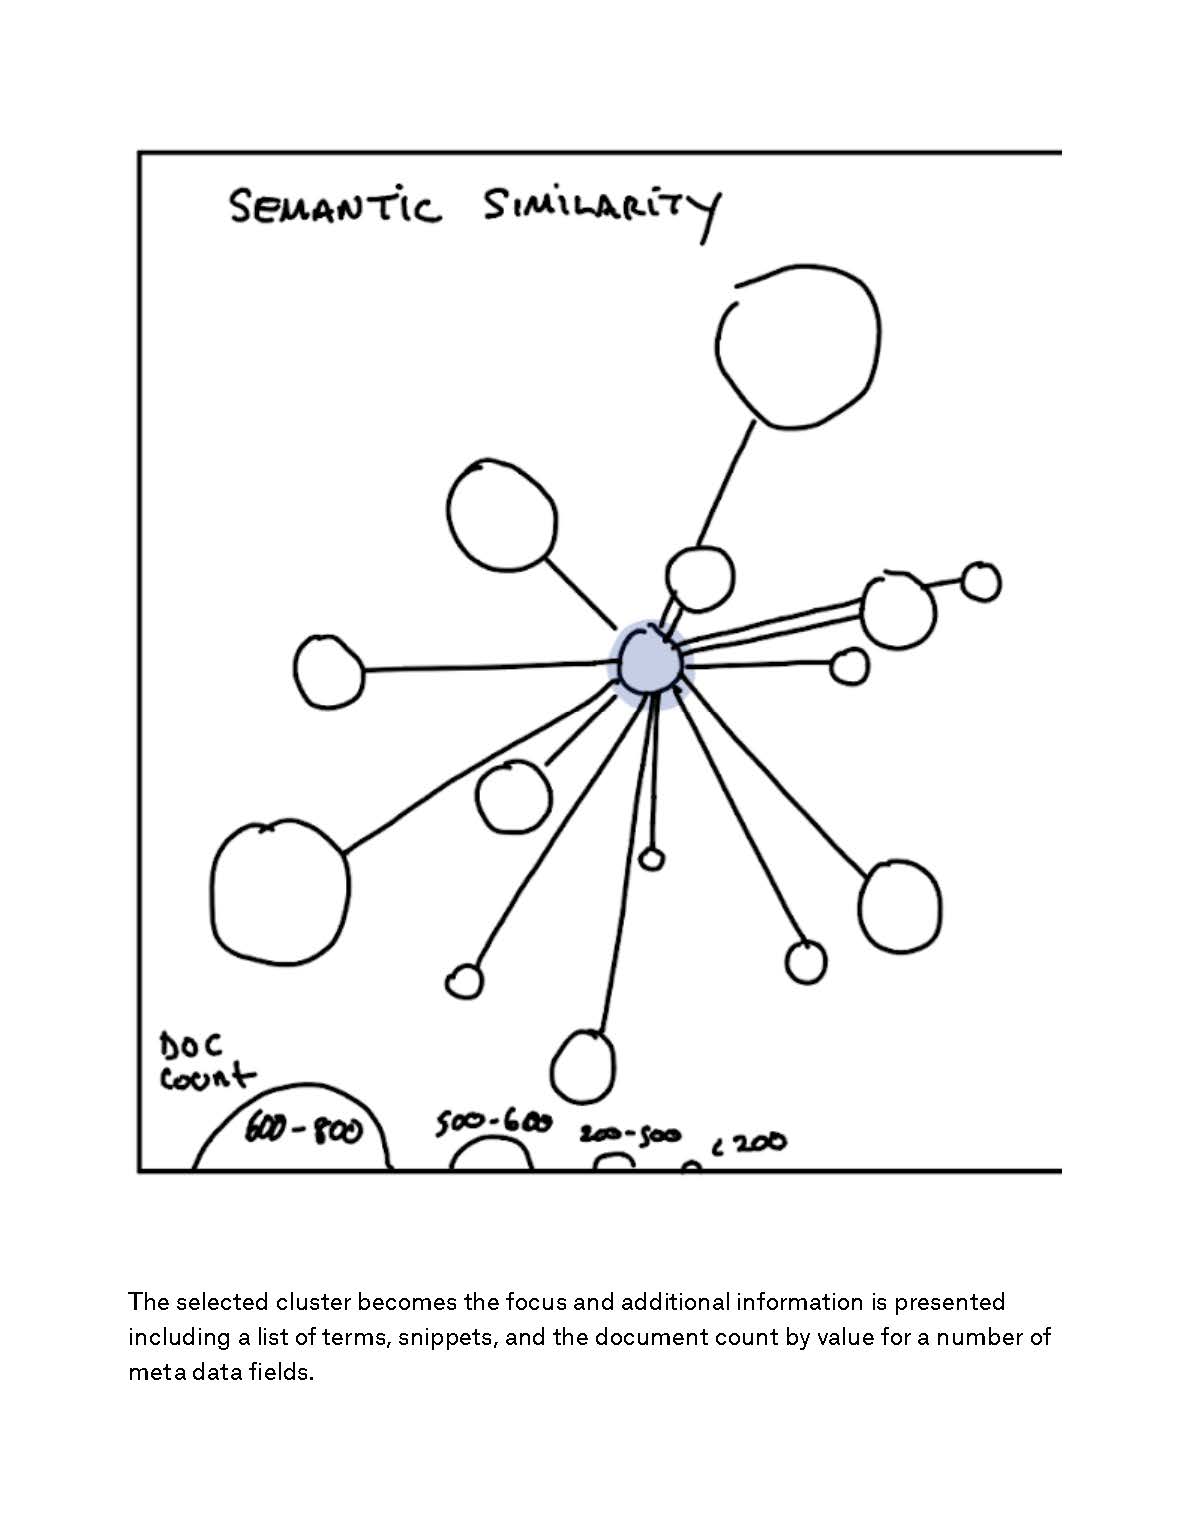 SEMANTIC SIMILARITY
DOC
Count
600-800
500-600
200-500
< 200
The selected cluster becomes the focus and additional information is presented
including a list of terms, snippets, and the document count by value for a number of
meta data fields.